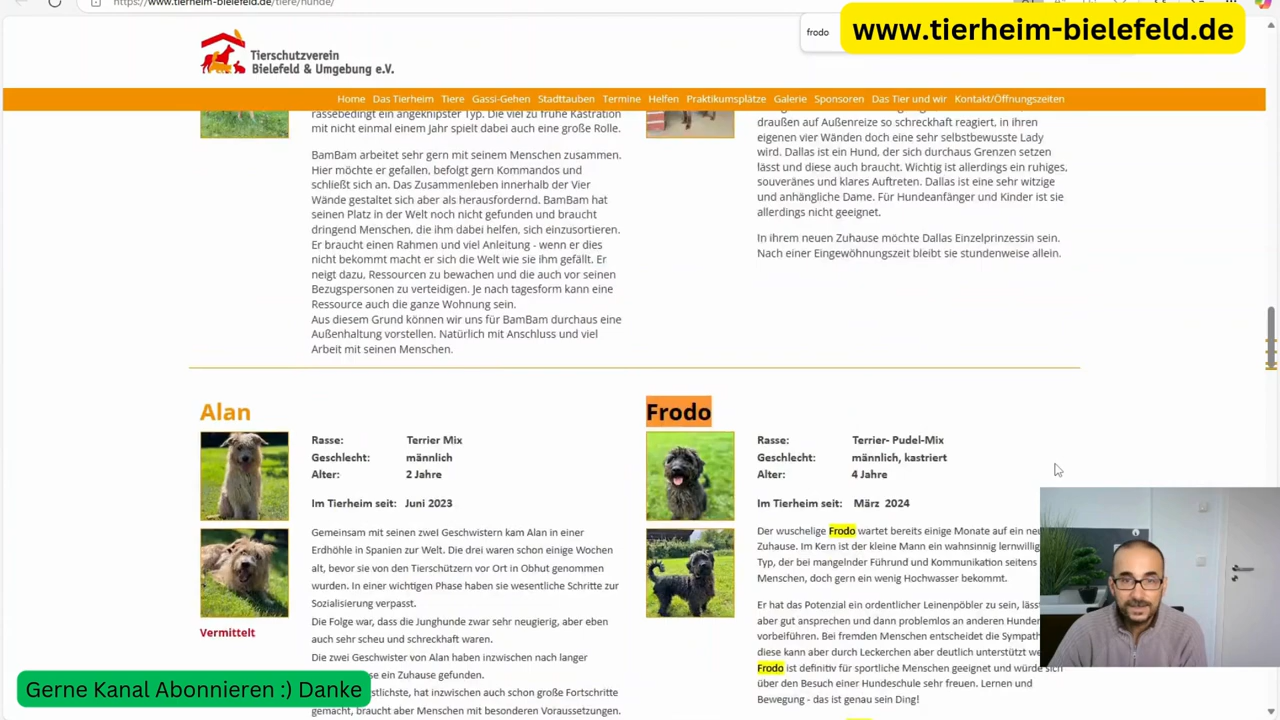 https://www.tierheim-bielefeld.de/tiere/hunde/
frodo
www.tierheim-bielefeld.de
Tierschutzverein
Bielefeld & Umgebung e.V.
Home Das Tierheim Tiere Gassi-Gehen Stadttauben Termine Helfen Praktikumsplätze Galerie Sponsoren Das Tier und wir Kontakt/Öffnungszeiten
rassebedingt ein angeknipster Typ. Die viel zu frühe Kastration
mit nicht einmal einem Jahr spielt dabei auch eine große Rolle.
BamBam arbeitet sehr gern mit seinem Menschen zusammen.
Hier möchte er gefallen, befolgt gern Kommandos und
schließt sich an. Das Zusammenleben innerhalb der Vier
Wände gestaltet sich aber als herausfordernd. BamBam hat
seinen Platz in der Welt noch nicht gefunden und braucht
dringend Menschen, die ihm dabei helfen, sich einzusortieren.
Er braucht einen Rahmen und viel Anleitung - wenn er dies
nicht bekommt macht er sich die Welt wie sie ihm gefällt. Er
neigt dazu, Ressourcen zu bewachen und die auch vor seinen
Bezugspersonen zu verteidigen. Je nach tagesform kann eine
Ressource auch die ganze Wohnung sein.
Aus diesem Grund können wir uns für BamBam durchaus eine
Außenhaltung vorstellen. Natürlich mit Anschluss und viel
Arbeit mit seinen Menschen.
draußen auf Außenreize so schreckhaft reagiert, in ihren
eigenen vier Wänden doch eine sehr selbstbewusste Lady
wird. Dallas ist ein Hund, der sich durchaus Grenzen setzen
lässt und diese auch braucht. Wichtig ist allerdings ein ruhiges,
souveränes und klares Auftreten. Dallas ist eine sehr witzige
und anhängliche Dame. Für Hundeanfänger und Kinder ist sie
allerdings nicht geeignet.
In ihrem neuen Zuhause möchte Dallas Einzelprinzessin sein.
Nach einer Eingewöhnungszeit bleibt sie stundenweise allein.
Alan
Rasse: Terrier Mix
Geschlecht: männlich
Alter: 2 Jahre
Im Tierheim seit: Juni 2023
Gemeinsam mit seinen zwei Geschwistern kam Alan in einer
Erdhöhle in Spanien zur Welt. Die drei waren schon einige Wochen
alt, bevor sie von den Tierschützern vor Ort in Obhut genommen
wurden. In einer wichtigen Phase haben sie wesentliche Schritte zur
Sozialisierung verpasst.
Die Folge war, dass die Junghunde zwar sehr neugierig, aber eben
auch sehr scheu und schreckhaft waren.
Die zwei Geschwister von Alan haben inzwischen nach langer
se ein Zuhause gefunden.
stlichste, hat inzwischen auch schon große Fortschritte
gemacht, braucht aber Menschen mit besonderen Voraussetzungen.
Vermittelt
Frodo
Rasse: Terrier- Pudel-Mix
Geschlecht: männlich, kastriert
Alter: 4 Jahre
Im Tierheim seit: März 2024
Der wuschelige Frodo wartet bereits einige Monate auf ein neu
Zuhause. Im Kern ist der kleine Mann ein wahnsinnig lernwillig
Typ, der bei mangelnder Führund und Kommunikation seitens
Menschen, doch gern ein wenig Hochwasser bekommt.
Er hat das Potenzial ein ordentlicher Leinenpöbler zu sein, läss
aber gut ansprechen und dann problemlos an anderen Hunden
vorbeiführen. Bei fremden Menschen entscheidet die Sympath
diese kann aber durch Leckerchen aber deutlich unterstützt we
Frodo ist definitiv für sportliche Menschen geeignet und würde sich
über den Besuch einer Hundeschule sehr freuen. Lernen und
Bewegung - das ist genau sein Ding!
Gerne Kanal Abonnieren :) Danke